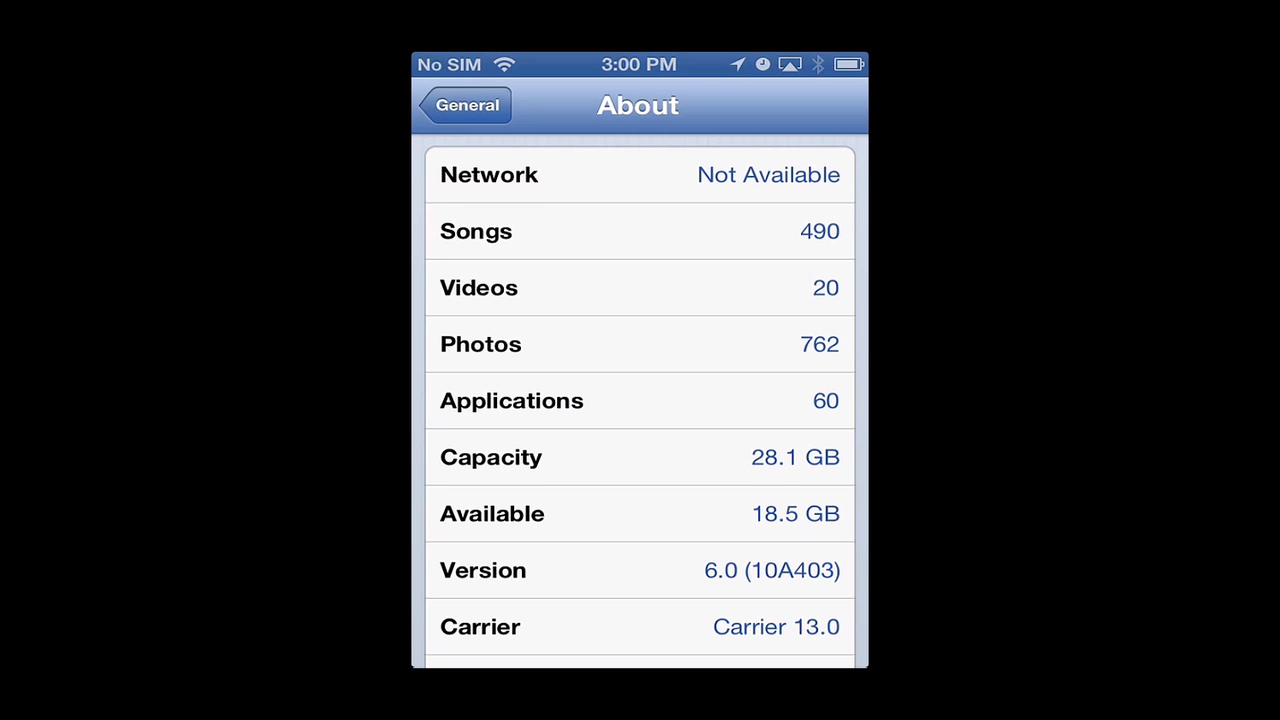 No SIM 3:00 PM
General About
Network Not Available
Songs 490
Videos 20
Photos 762
Applications 60
Capacity 28.1 GB
Available 18.5 GB
Version 6.0 (10A403)
Carrier Carrier 13.0